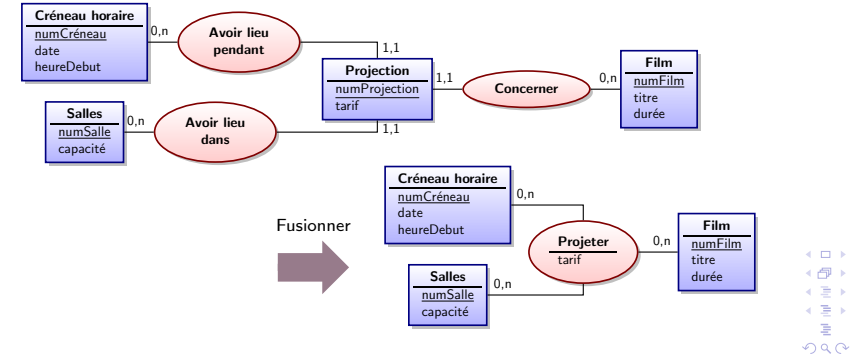 Créneau horaire
numCréneau
date
heureDebut
0,n
Avoir lieu
pendant
1,1
Projection
numProjection
tarif
1,1
Concerner
0,n
Film
numFilm
titre
durée
Salles
numSalle
capacité
0,n
Avoir lieu
dans
1,1
Fusionner
Créneau horaire
numCréneau
date
heureDebut
0,n
Projeter
tarif
0,n
Film
numFilm
titre
durée
Salles
numSalle
capacité
0,n